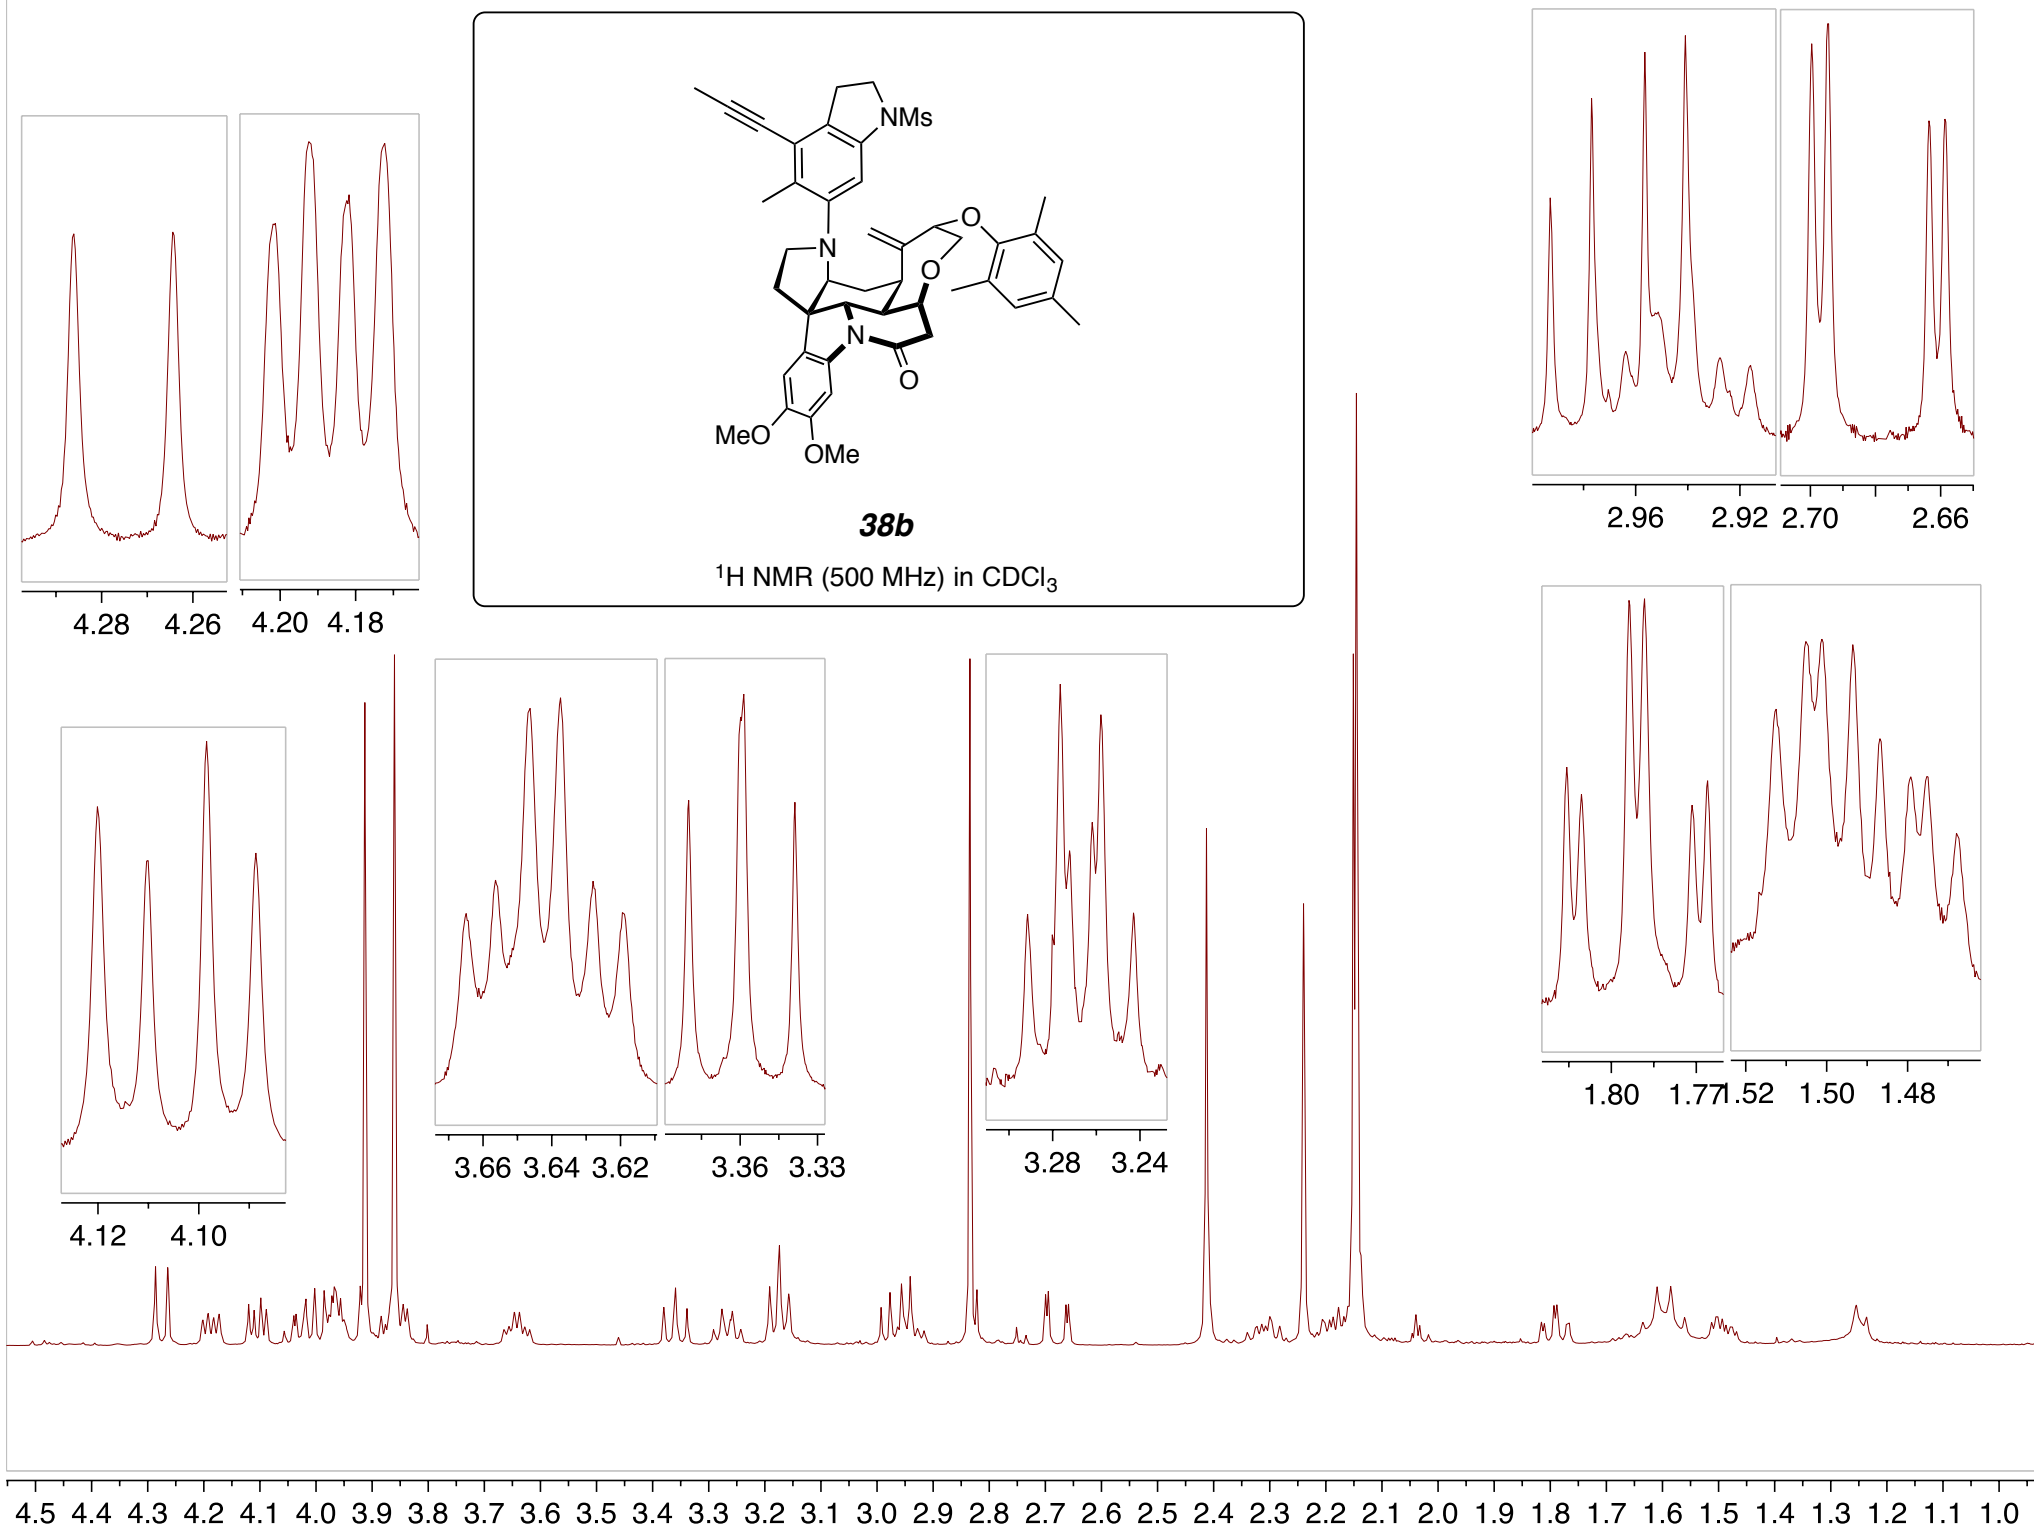 NMs
O
N
O
N
O
MeO
OMe
38b
¹H NMR (500 MHz) in CDCl₃
2.96 2.92 2.70 2.66
4.28 4.26 4.20 4.18
1.80 1.77 1.52 1.50 1.48
3.66 3.64 3.62 3.36 3.33 3.28 3.24
4.12 4.10
4.5 4.4 4.3 4.2 4.1 4.0 3.9 3.8 3.7 3.6 3.5 3.4 3.3 3.2 3.1 3.0 2.9 2.8 2.7 2.6 2.5 2.4 2.3 2.2 2.1 2.0 1.9 1.8 1.7 1.6 1.5 1.4 1.3 1.2 1.1 1.0